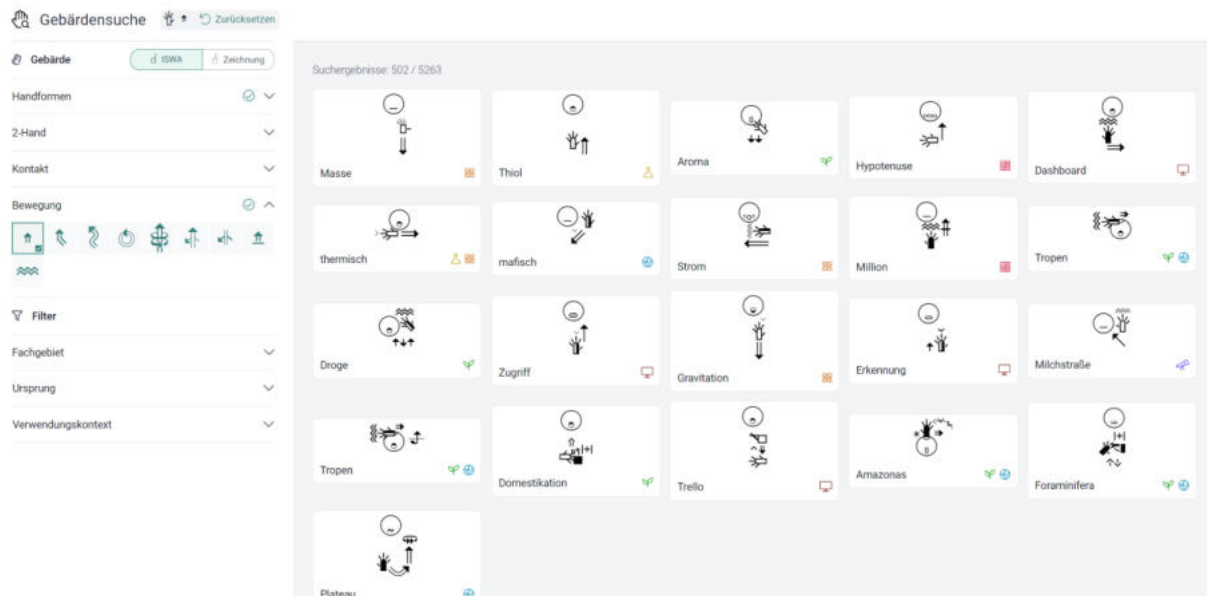 Gebärdensuche
Zurücksetzen
Gebärde
ISWA
Zeichnung
Handformen
2-Hand
Kontakt
Bewegung
Filter
Fachgebiet
Ursprung
Verwendungskontext
Suchergebnisse: 502 / 5263
Masse
Thiol
Aroma
Hypotenuse
Dashboard
thermisch
mafisch
Strom
Million
Tropen
Droge
Zugriff
Gravitation
Erkennung
Milchstraße
Tropen
Domestikation
Trello
Amazonas
Foraminifera
Plateau